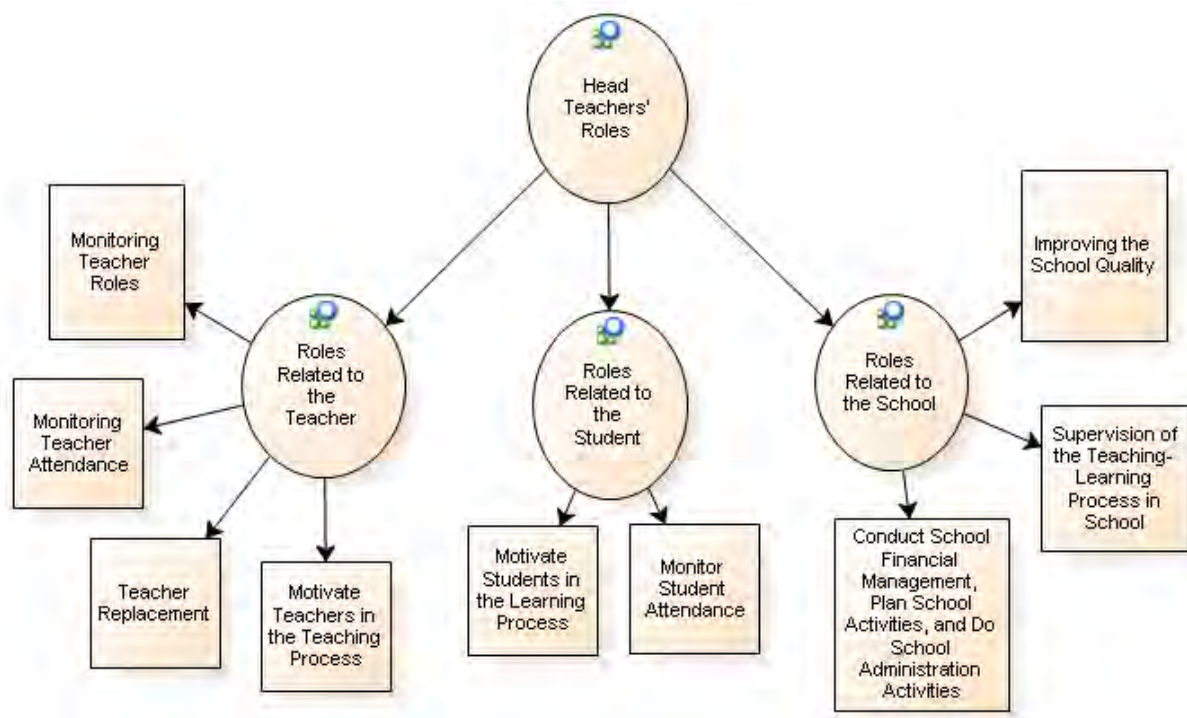 Head
Teachers'
Roles
Monitoring
Teacher
Roles
Improving the
School Quality
Roles
Related to
the
Teacher
Roles
Related to
the
Student
Roles
Related to
the School
Monitoring
Teacher
Attendance
Supervision of
the Teaching-
Learning
Process in
School
Teacher
Replacement
Motivate
Teachers in
the Teaching
Process
Motivate
Students in
the Learning
Process
Monitor
Student
Attendance
Conduct School
Financial
Management,
Plan School
Activities, and Do
School
Administration
Activities